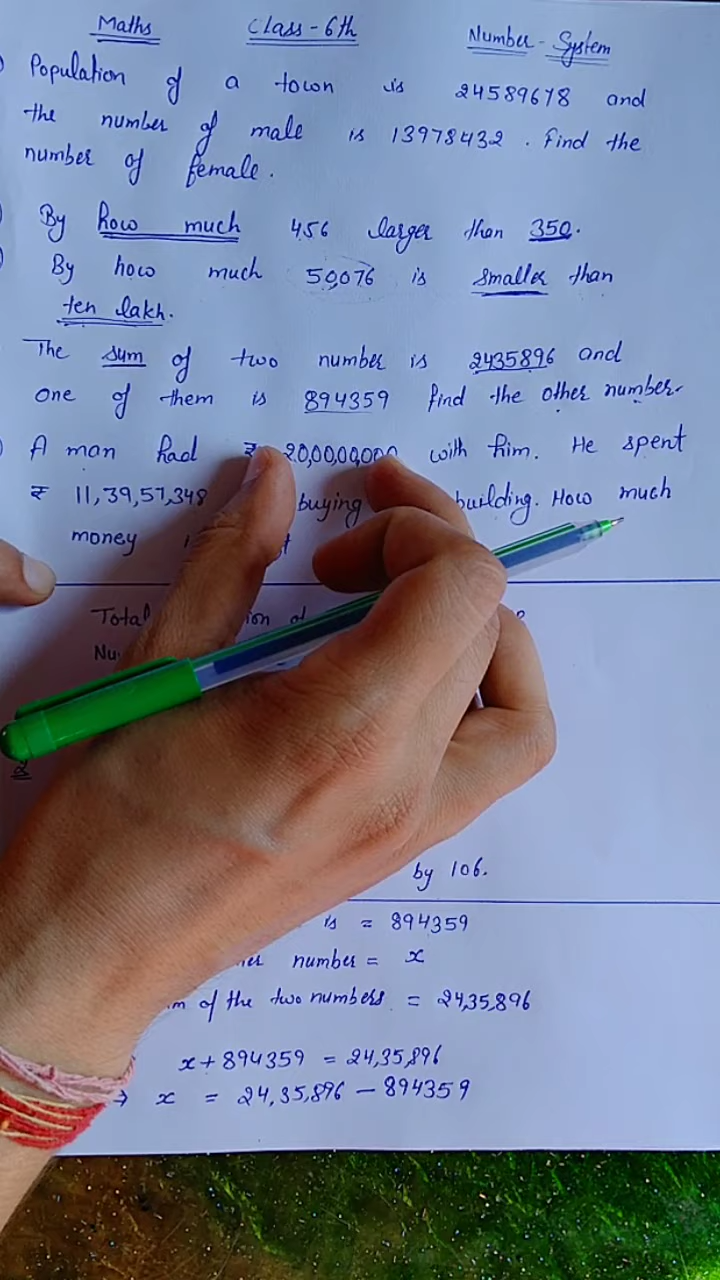 Maths Class-6th Number-System
Population of a town is 24589678 and
the number of male is 13978432. Find the
number of female.
By how much 456 larger than 350.
By how much 50,076 is smaller than
ten lakh.
The sum of two number is 2435896 and
one of them is 894359 find the other number.
A man had ₹ 20,00,00,000 with him. He spent
₹ 11,39,57,348 buying building. How much
money
Total
by 106.
is = 894359
number = x
of the two numbers = 24,35,896
x + 894359 = 24,35,896
→ x = 24,35,896 - 894359